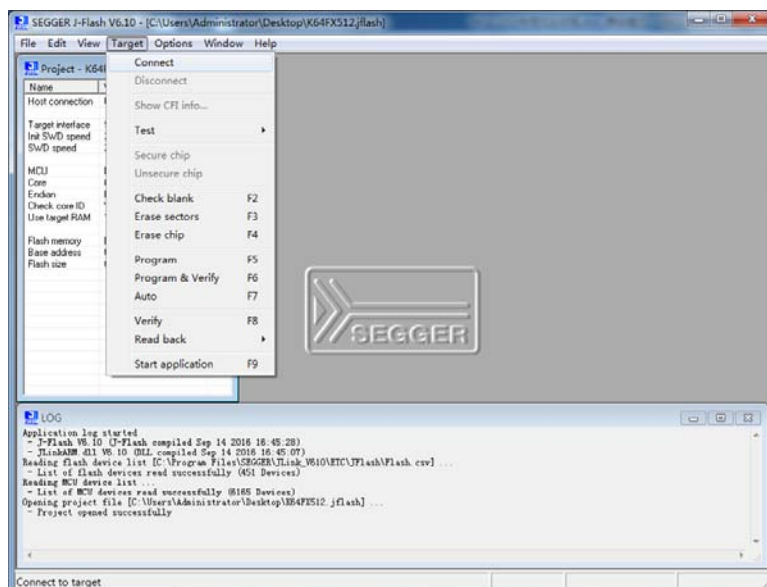 SEGGER J-Flash V6.10 - [C:\Users\Administrator\Desktop\K64FX512.jflash]
File Edit View Target Options Window Help
Project - K64
Name
Host connection
Target interface
Init SWD speed
SWD speed
MCU
Core
Endian
Check core ID
Use target RAM
Flash memory
Base address
Flash size
Connect
Disconnect
Show CFI info...
Test
Secure chip
Unsecure chip
Check blank F2
Erase sectors F3
Erase chip F4
Program F5
Program & Verify F6
Auto F7
Verify F8
Read back
Start application F9
SEGGER
LOG
Application log started
- J-Flash V6.10 (J-Flash compiled Sep 14 2016 16:45:28)
- JLinkARM.dll V6.10 (DLL compiled Sep 14 2016 16:45:07)
Reading flash device list [C:\Program Files\SEGGER\JLink_V610\ETC\JFlash\Flash.csv] ...
- List of flash devices read successfully (451 Devices)
Reading MCU device list ...
- List of MCU devices read successfully (6165 Devices)
Opening project file [C:\Users\Administrator\Desktop\K64FX512.jflash] ...
- Project opened successfully
Connect to target